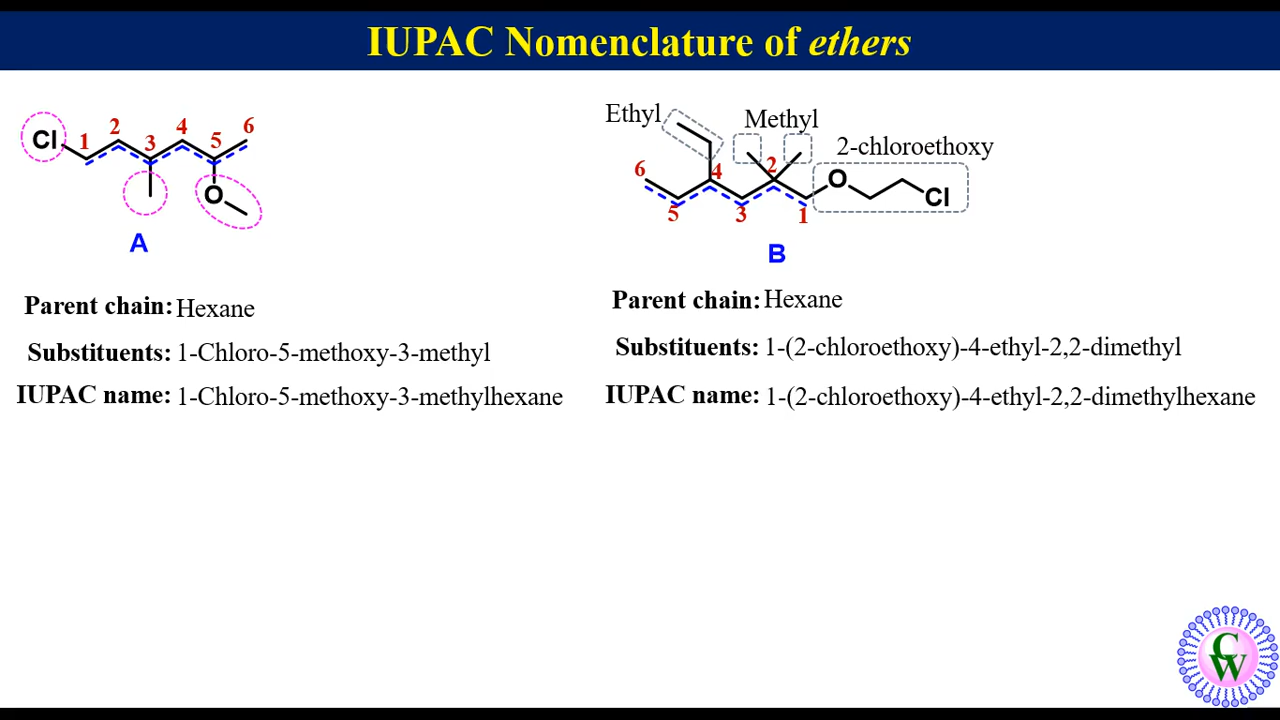 IUPAC Nomenclature of ethers
Cl 1 2 3 4 5 6
O
A
Parent chain: Hexane
Substituents: 1-Chloro-5-methoxy-3-methyl
IUPAC name: 1-Chloro-5-methoxy-3-methylhexane
Ethyl
Methyl
2-chloroethoxy
6 5 4 3 2 1 O Cl
B
Parent chain: Hexane
Substituents: 1-(2-chloroethoxy)-4-ethyl-2,2-dimethyl
IUPAC name: 1-(2-chloroethoxy)-4-ethyl-2,2-dimethylhexane
C
W